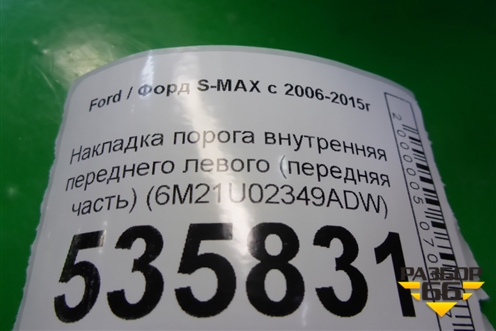 Ford / Форд S-MAX с 2006-2015г
Накладка порога внутренняя
переднего левого (передняя
часть) (6M21U02349ADW)
535831
РАЗБОР
66